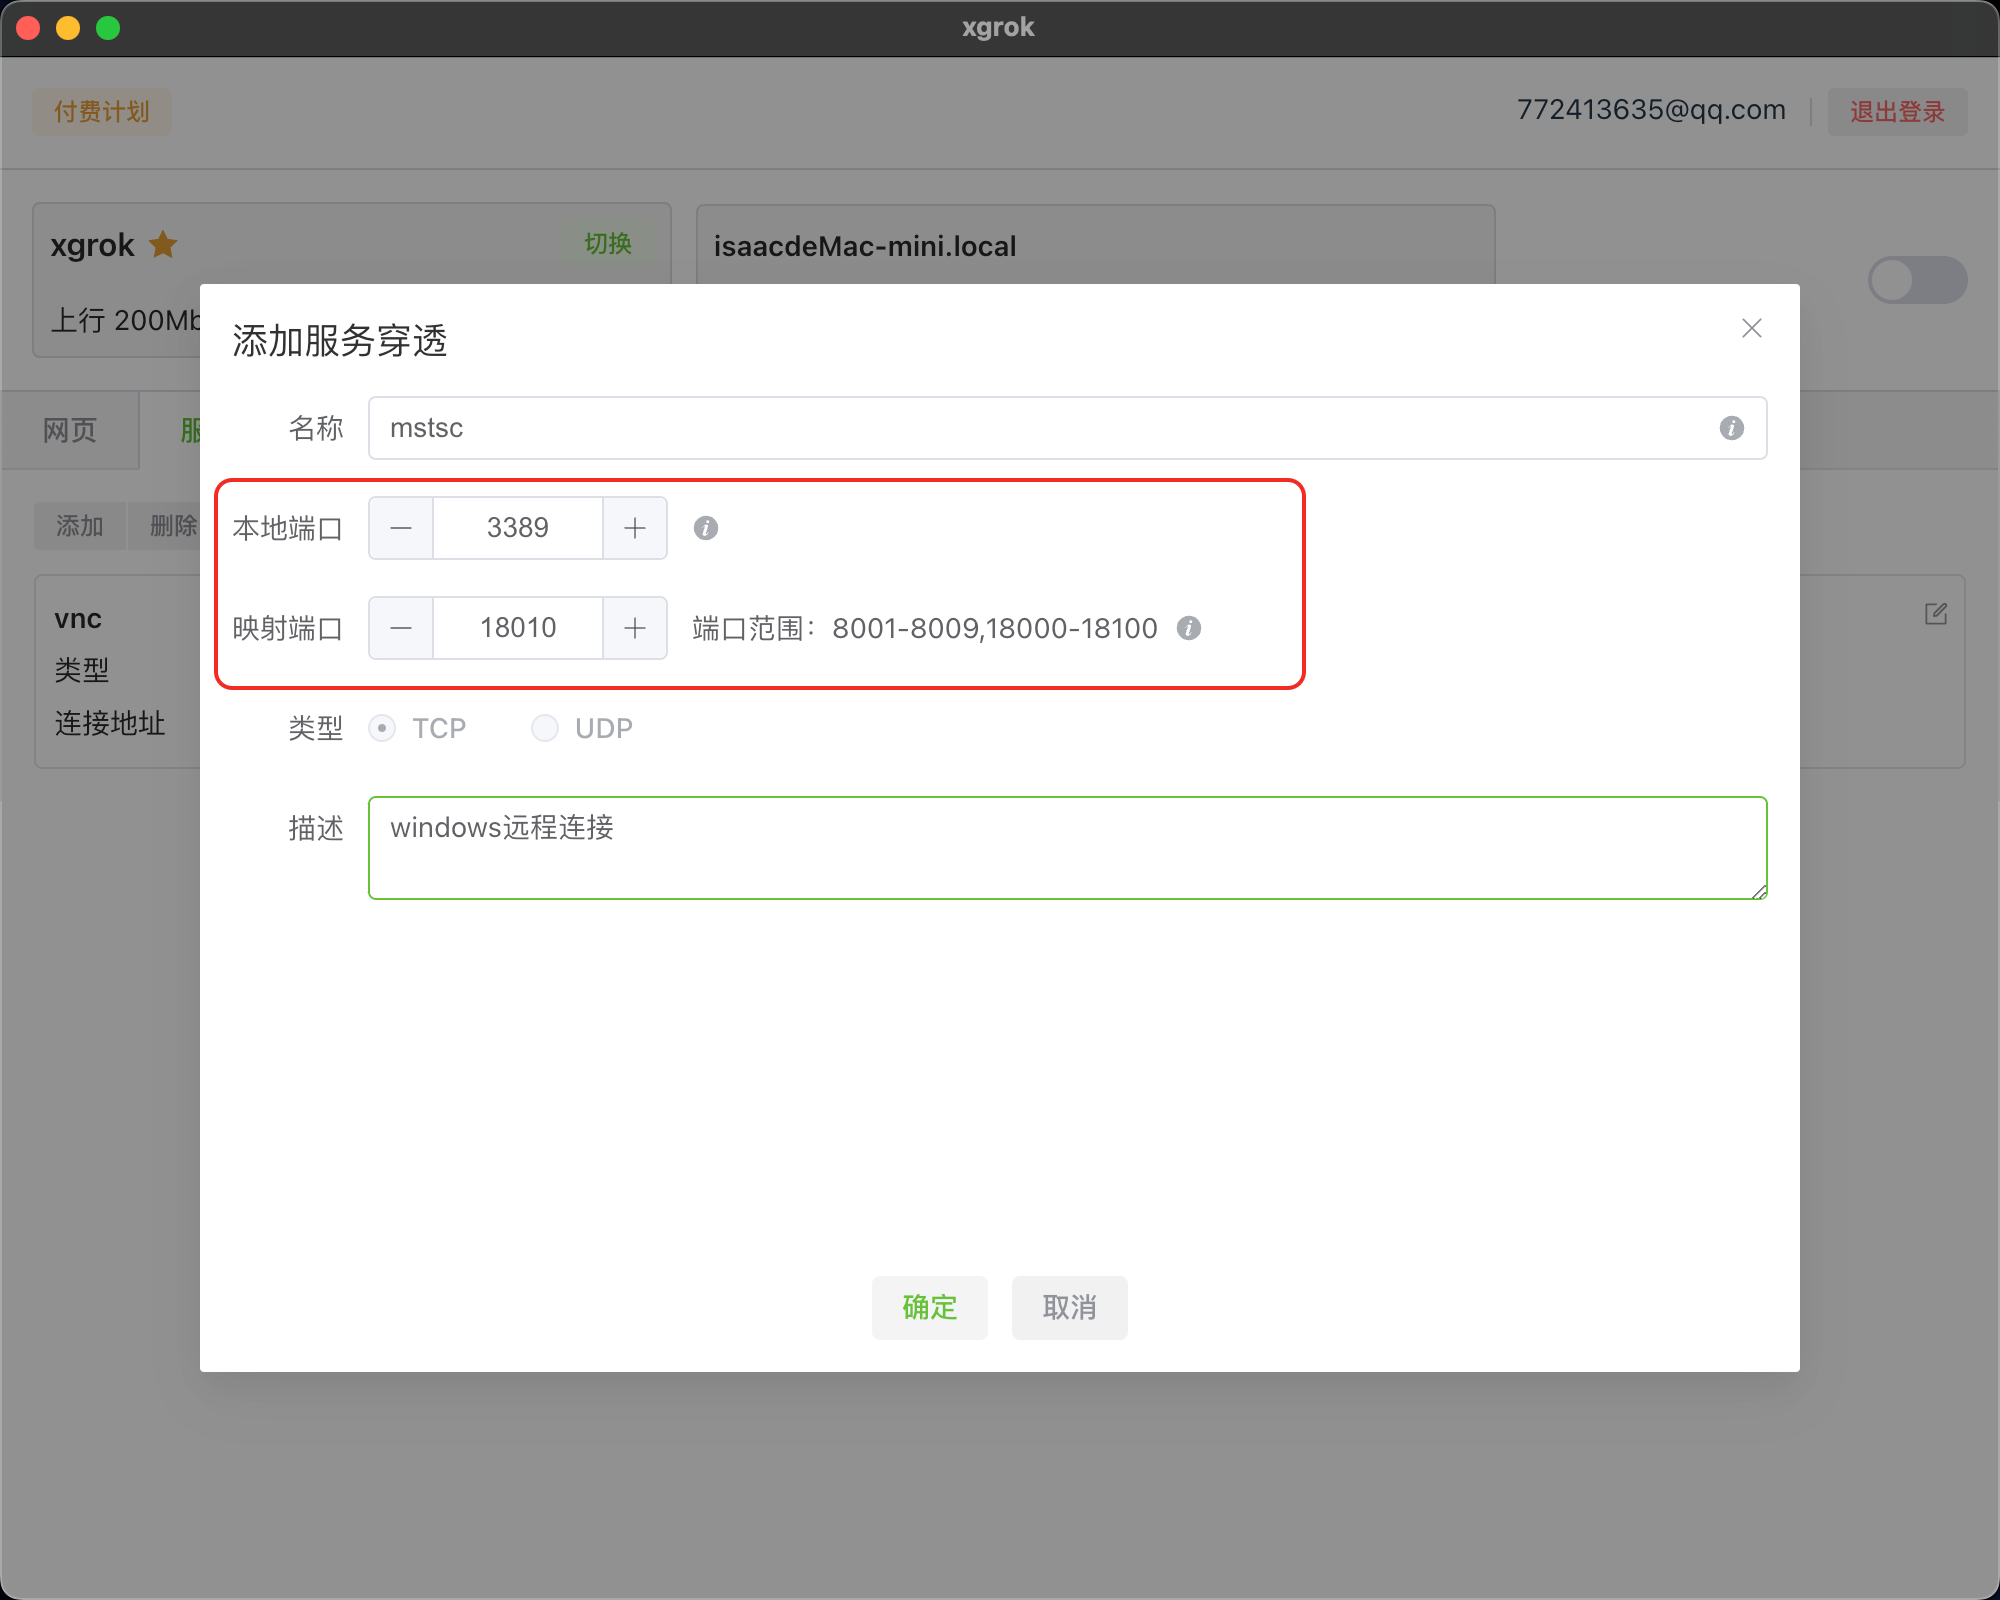 xgrok
付费计划
772413635@qq.com
退出登录
xgrok
切换
isaacdeMac-mini.local
上行 200Mb
添加服务穿透
网页
服
名称
mstsc
添加
删除
本地端口
3389
映射端口
18010
端口范围：8001-8009,18000-18100
vnc
类型
连接地址
类型
TCP
UDP
描述
windows远程连接
确定
取消